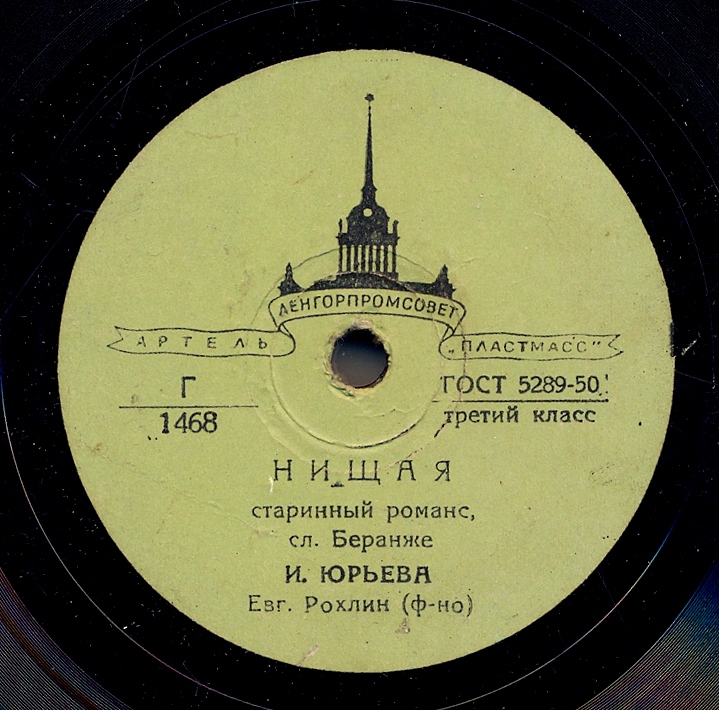 ЛЕНГОРПРОМСОВЕТ
АРТЕЛЬ „ПЛАСТМАСС"
Г
1468
ГОСТ 5289-50
третий класс
НИЩАЯ
старинный романс,
сл. Беранже
И. ЮРЬЕВА
Евг. Рохлин (ф-но)